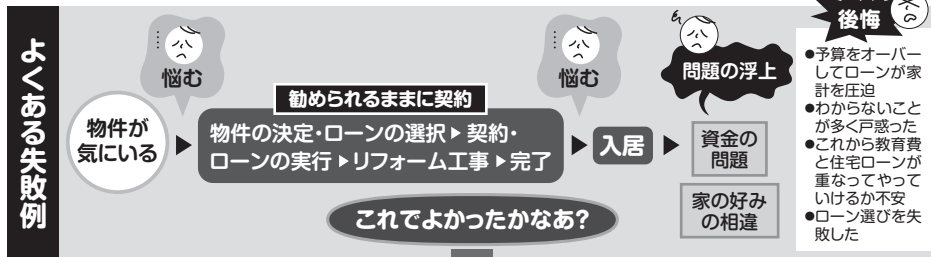 よくある失敗例
物件が
気にいる
悩む
勧められるままに契約
物件の決定・ローンの選択▶契約・
ローンの実行▶リフォーム工事▶完了
悩む
入居
問題の浮上
資金の
問題
家の好み
の相違
これでよかったかなあ?
後悔
●予算をオーバー
してローンが家
計を圧迫
●わからないこと
が多く戸惑った
●これから教育費
と住宅ローンが
重なってやって
いけるか不安
●ローン選びを失
敗した